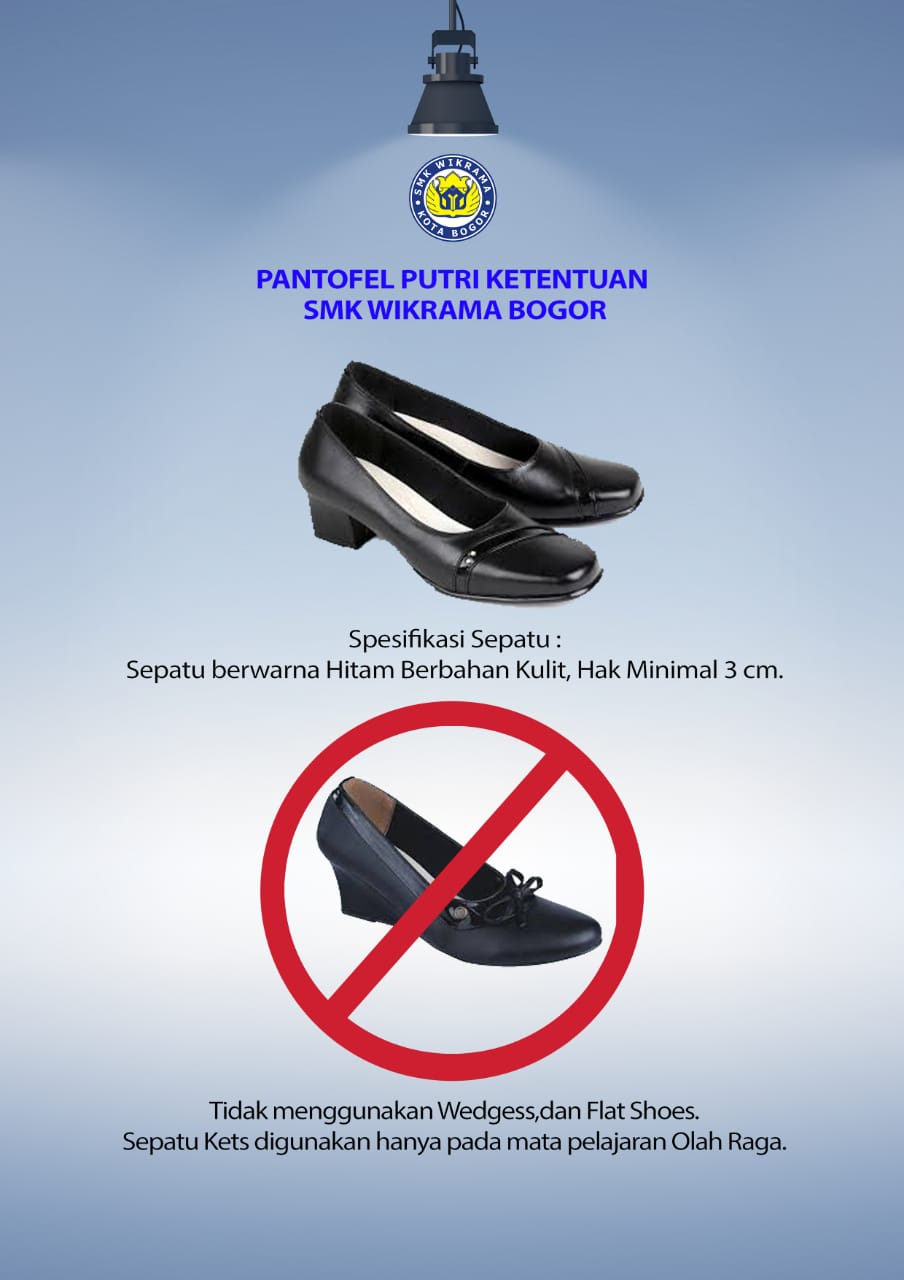 SMK WIKRAMA
KOTA BOGOR
PANTOFEL PUTRI KETENTUAN
SMK WIKRAMA BOGOR
Spesifikasi Sepatu :
Sepatu berwarna Hitam Berbahan Kulit, Hak Minimal 3 cm.
Tidak menggunakan Wedgess,dan Flat Shoes.
Sepatu Kets digunakan hanya pada mata pelajaran Olah Raga.